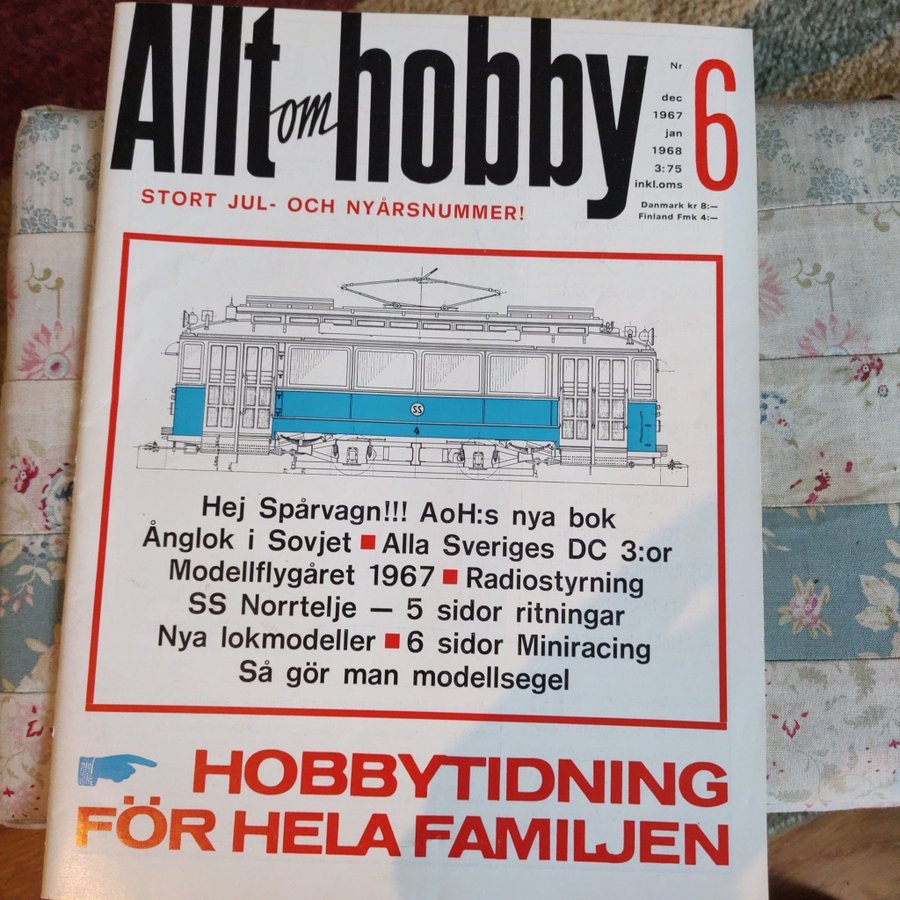 Allt om hobby
Nr 6
dec
1967
jan
1968
3:75
inkl.oms
Danmark kr 8:—
Finland Fmk 4:—
STORT JUL- OCH NYÅRSNUMMER!
SS
4
Hej Spårvagn!!! AoH:s nya bok
Ånglok i Sovjet ■ Alla Sveriges DC 3:or
Modellflygåret 1967 ■ Radiostyrning
SS Norrtelje — 5 sidor ritningar
Nya lokmodeller ■ 6 sidor Miniracing
Så gör man modellsegel
HOBBYTIDNING
FÖR HELA FAMILJEN